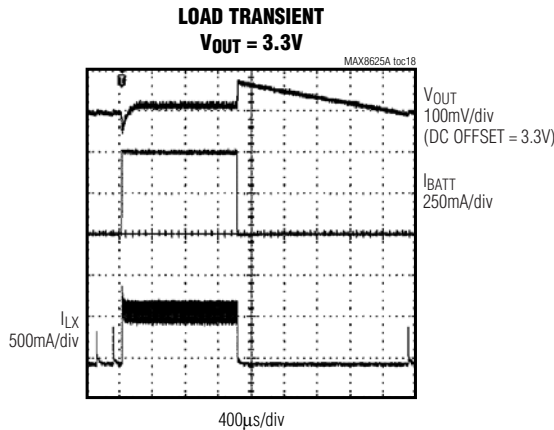 LOAD TRANSIENT
VOUT = 3.3V
MAX8625A toc18
VOUT
100mV/div
(DC OFFSET = 3.3V)
IBATT
250mA/div
ILX
500mA/div
400µs/div